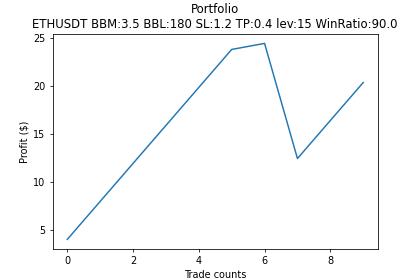 Portfolio
ETHUSDT BBM:3.5 BBL:180 SL:1.2 TP:0.4 lev:15 WinRatio:90.0
25
20
15
10
5
Profit ($)
0 2 4 6 8
Trade counts